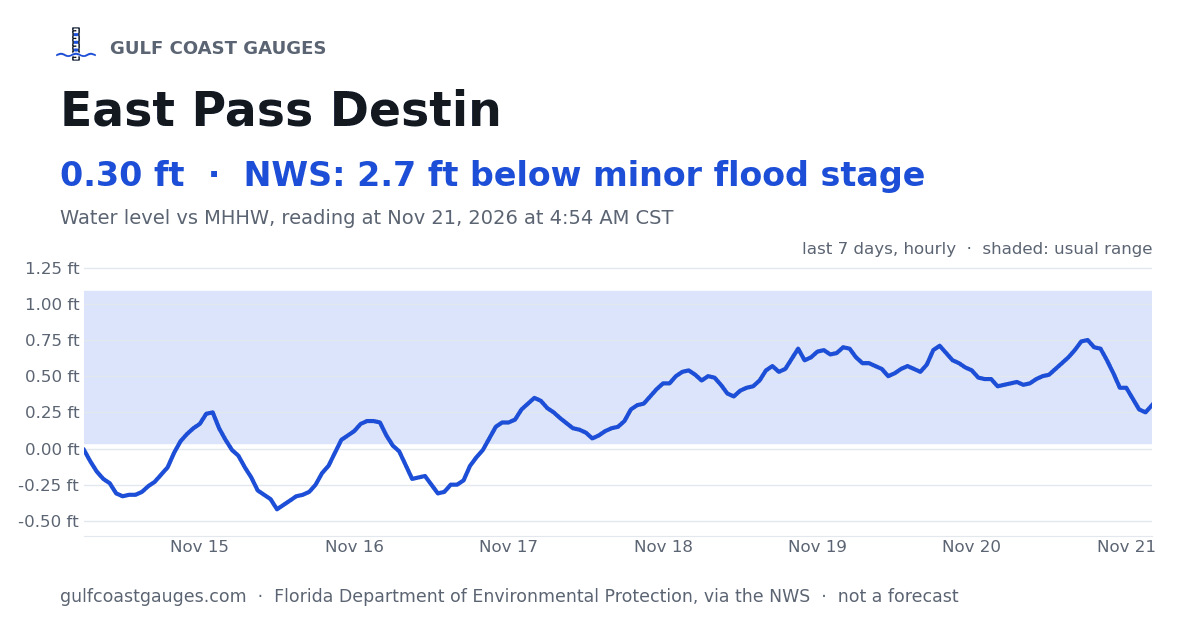 GULF COAST GAUGES
East Pass Destin
0.30 ft · NWS: 2.7 ft below minor flood stage
Water level vs MHHW, reading at Nov 21, 2026 at 4:54 AM CST
last 7 days, hourly · shaded: usual range
1.25 ft
1.00 ft
0.75 ft
0.50 ft
0.25 ft
0.00 ft
-0.25 ft
-0.50 ft
Nov 15 Nov 16 Nov 17 Nov 18 Nov 19 Nov 20 Nov 21
gulfcoastgauges.com · Florida Department of Environmental Protection, via the NWS · not a forecast